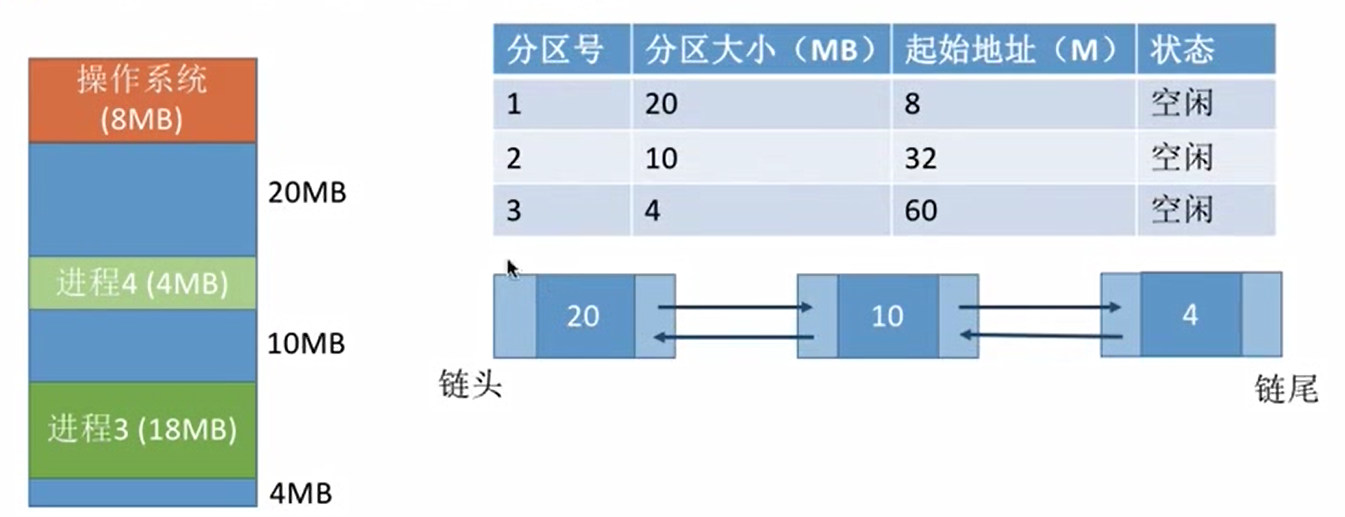 操作系统
(8MB)
20MB
进程4 (4MB)
10MB
进程3 (18MB)
4MB
分区号 分区大小（MB） 起始地址（M） 状态
1 20 8 空闲
2 10 32 空闲
3 4 60 空闲
20 10 4
链头 链尾